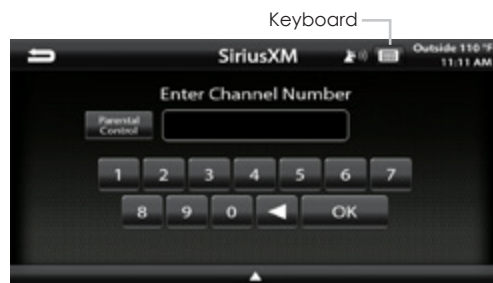 Keyboard
SiriusXM
Outside 110 °F
11:11 AM
Enter Channel Number
Parental
Control
1 2 3 4 5 6 7
8 9 0 OK